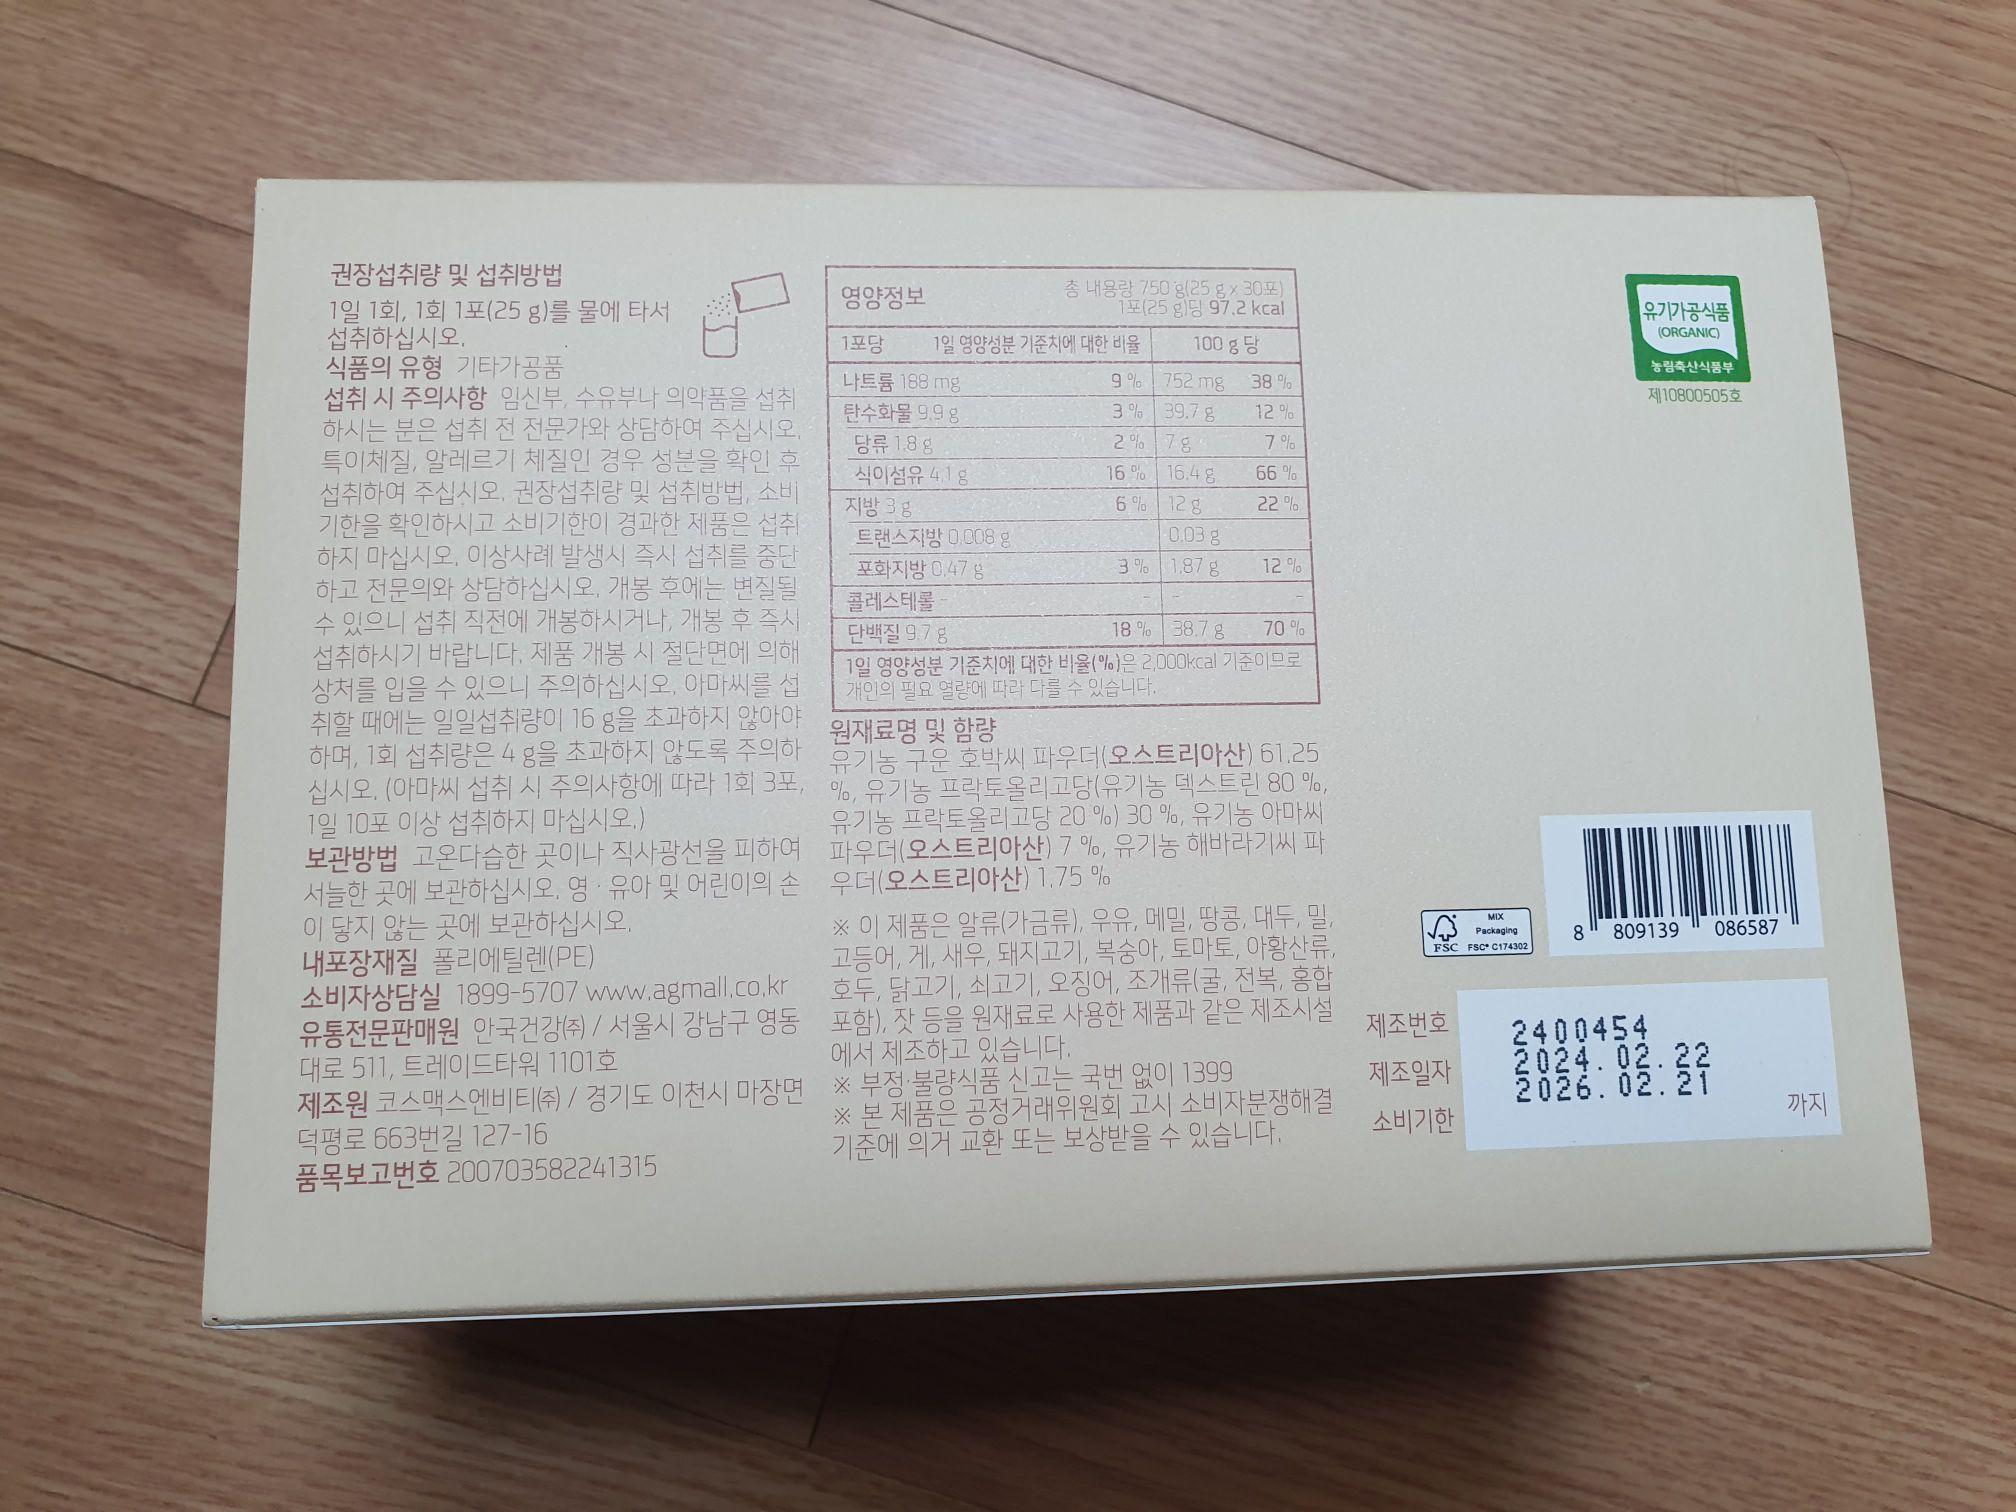 권장섭취량 및 섭취방법
1일 1회, 1회 1포(25 g)를 물에 타서
섭취하십시오.
식품의 유형 기타가공품
섭취 시 주의사항 임신부, 수유부나 의약품을 섭취
하시는 분은 섭취 전 전문가와 상담하여 주십시오.
특이체질, 알레르기 체질인 경우 성분을 확인 후
섭취하여 주십시오. 권장섭취량 및 섭취방법, 소비
기한을 확인하시고 소비기한이 경과한 제품은 섭취
하지 마십시오. 이상사례 발생시 즉시 섭취를 중단
하고 전문의와 상담하십시오. 개봉 후에는 변질될
수 있으니 섭취 직전에 개봉하시거나, 개봉 후 즉시
섭취하시기 바랍니다. 제품 개봉 시 절단면에 의해
상처를 입을 수 있으니 주의하십시오. 아마씨를 섭
취할 때에는 일일섭취량이 16 g을 초과하지 않아야
하며, 1회 섭취량은 4 g을 초과하지 않도록 주의하
십시오. (아마씨 섭취 시 주의사항에 따라 1회 3포,
1일 10포 이상 섭취하지 마십시오.)
보관방법 고온다습한 곳이나 직사광선을 피하여
서늘한 곳에 보관하십시오. 영·유아 및 어린이의 손
이 닿지 않는 곳에 보관하십시오.
내포장재질 폴리에틸렌(PE)
소비자상담실 1899-5707 www.agmall.co.kr
유통전문판매원 안국건강(주) / 서울시 강남구 영동
대로 511, 트레이드타워 1101호
제조원 코스맥스엔비티(주) / 경기도 이천시 마장면
덕평로 663번길 127-16
품목보고번호 200703582241315
영양정보
총 내용량 750 g(25 g x 30포)
1포(25 g)당 97.2 kcal
1포당 1일 영양성분 기준치에 대한 비율 100 g 당
나트륨 188 mg 9 % 752 mg 38 %
탄수화물 9.9 g 3 % 39.7 g 12 %
당류 1.8 g 2 % 7 g 7 %
식이섬유 4.1 g 16 % 16.4 g 66 %
지방 3 g 6 % 12 g 22 %
트랜스지방 0.008 g 0.03 g
포화지방 0.47 g 3 % 1.87 g 12 %
콜레스테롤 - - - -
단백질 9.7 g 18 % 38.7 g 70 %
1일 영양성분 기준치에 대한 비율(%)은 2,000kcal 기준이므로
개인의 필요 열량에 따라 다를 수 있습니다.
원재료명 및 함량
유기농 구운 호박씨 파우더(오스트리아산) 61.25
%, 유기농 프락토올리고당(유기농 덱스트린 80 %,
유기농 프락토올리고당 20 %) 30 %, 유기농 아마씨
파우더(오스트리아산) 7 %, 유기농 해바라기씨 파
우더(오스트리아산) 1.75 %
※ 이 제품은 알류(가금류), 우유, 메밀, 땅콩, 대두, 밀,
고등어, 게, 새우, 돼지고기, 복숭아, 토마토, 아황산류,
호두, 닭고기, 쇠고기, 오징어, 조개류(굴, 전복, 홍합
포함), 잣 등을 원재료로 사용한 제품과 같은 제조시설
에서 제조하고 있습니다.
※ 부정·불량식품 신고는 국번 없이 1399
※ 본 제품은 공정거래위원회 고시 소비자분쟁해결
기준에 의거 교환 또는 보상받을 수 있습니다.
유기가공식품
(ORGANIC)
농림축산식품부
제10800505호
FSC
MIX
Packaging
FSC® C174302
8 809139 086587
제조번호 2400454
제조일자 2024.02.22
소비기한 2026.02.21 까지